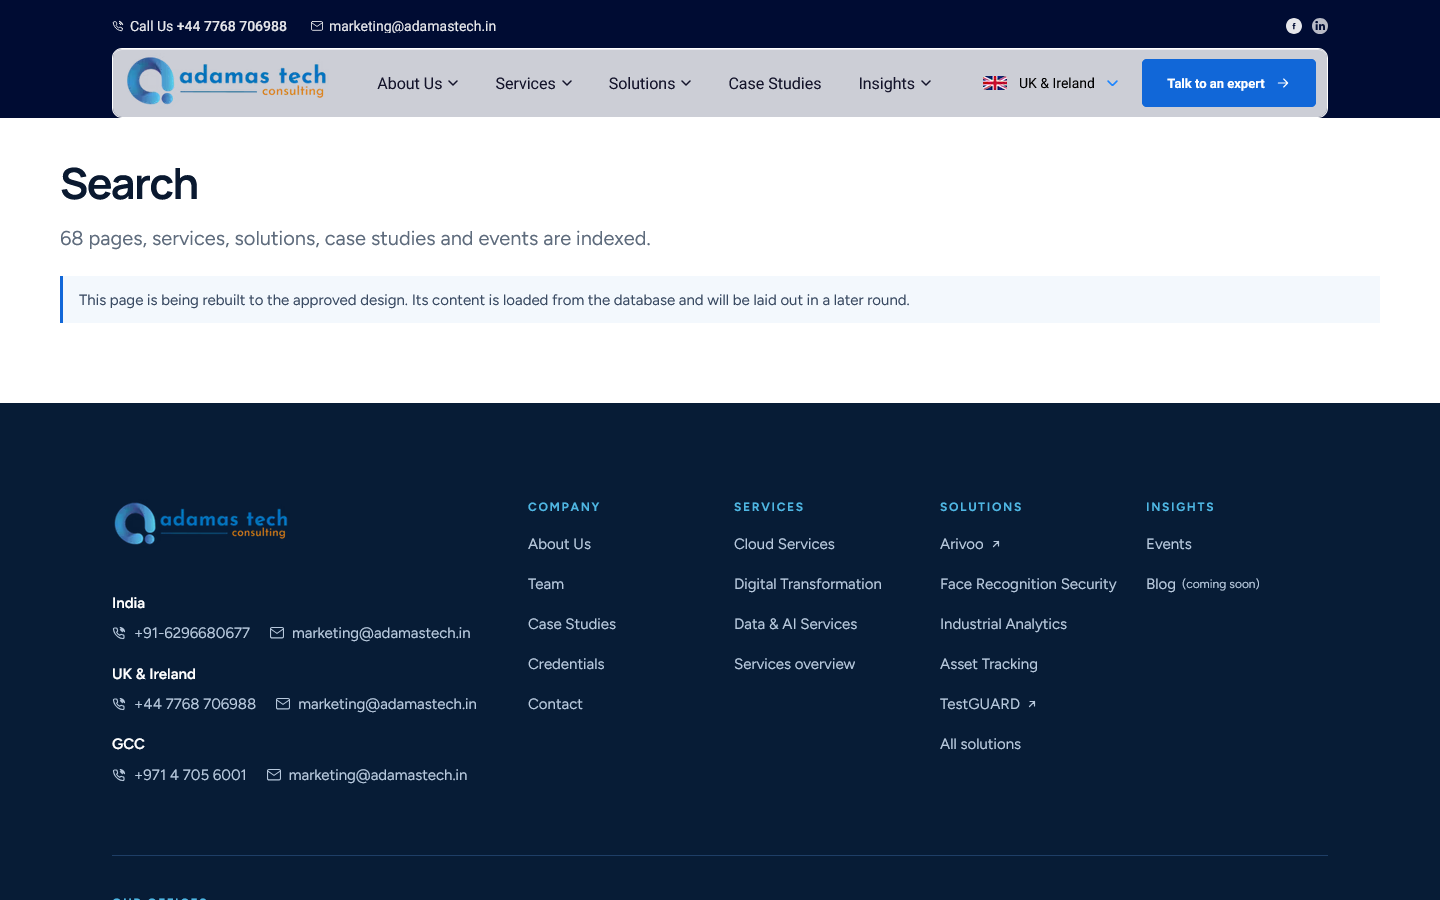 Call Us +44 7768 706988 marketing@adamastech.in
adamas tech
consulting
About Us Services Solutions Case Studies Insights UK & Ireland Talk to an expert
Search
68 pages, services, solutions, case studies and events are indexed.
This page is being rebuilt to the approved design. Its content is loaded from the database and will be laid out in a later round.
adamas tech
consulting
India
+91-6296680677 marketing@adamastech.in
UK & Ireland
+44 7768 706988 marketing@adamastech.in
GCC
+971 4 705 6001 marketing@adamastech.in
COMPANY
About Us
Team
Case Studies
Credentials
Contact
SERVICES
Cloud Services
Digital Transformation
Data & AI Services
Services overview
SOLUTIONS
Arivoo
Face Recognition Security
Industrial Analytics
Asset Tracking
TestGUARD
All solutions
INSIGHTS
Events
Blog (coming soon)